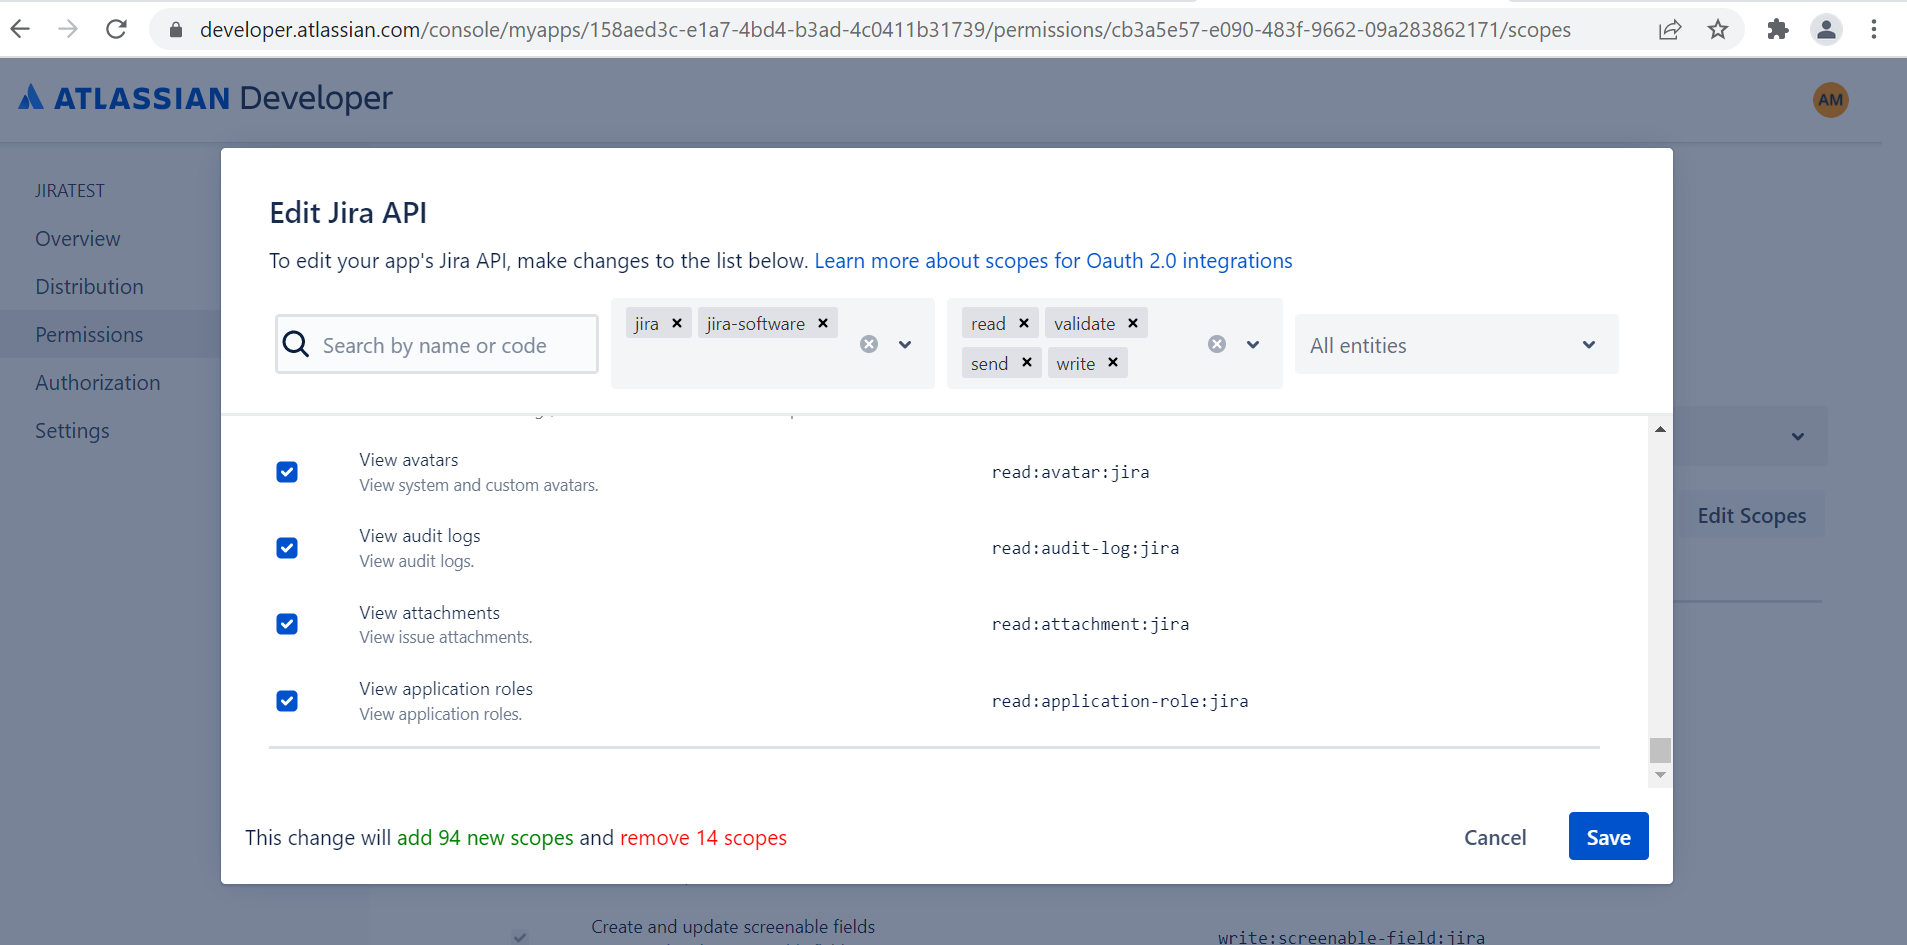 developer.atlassian.com/console/myapps/158aed3c-e1a7-4bd4-b3ad-4c0411b31739/permissions/cb3a5e57-e090-483f-9662-09a283862171/scopes
ATLASSIAN Developer
AM
JIRATEST
Overview
Distribution
Permissions
Authorization
Settings
Edit Jira API
To edit your app's Jira API, make changes to the list below. Learn more about scopes for Oauth 2.0 integrations
Search by name or code
jira
jira-software
read
validate
send
write
All entities
View avatars
View system and custom avatars.
read:avatar:jira
View audit logs
View audit logs.
read:audit-log:jira
View attachments
View issue attachments.
read:attachment:jira
View application roles
View application roles.
read:application-role:jira
Edit Scopes
This change will add 94 new scopes and remove 14 scopes
Cancel
Save
Create and update screenable fields
write:screenable-field:jira